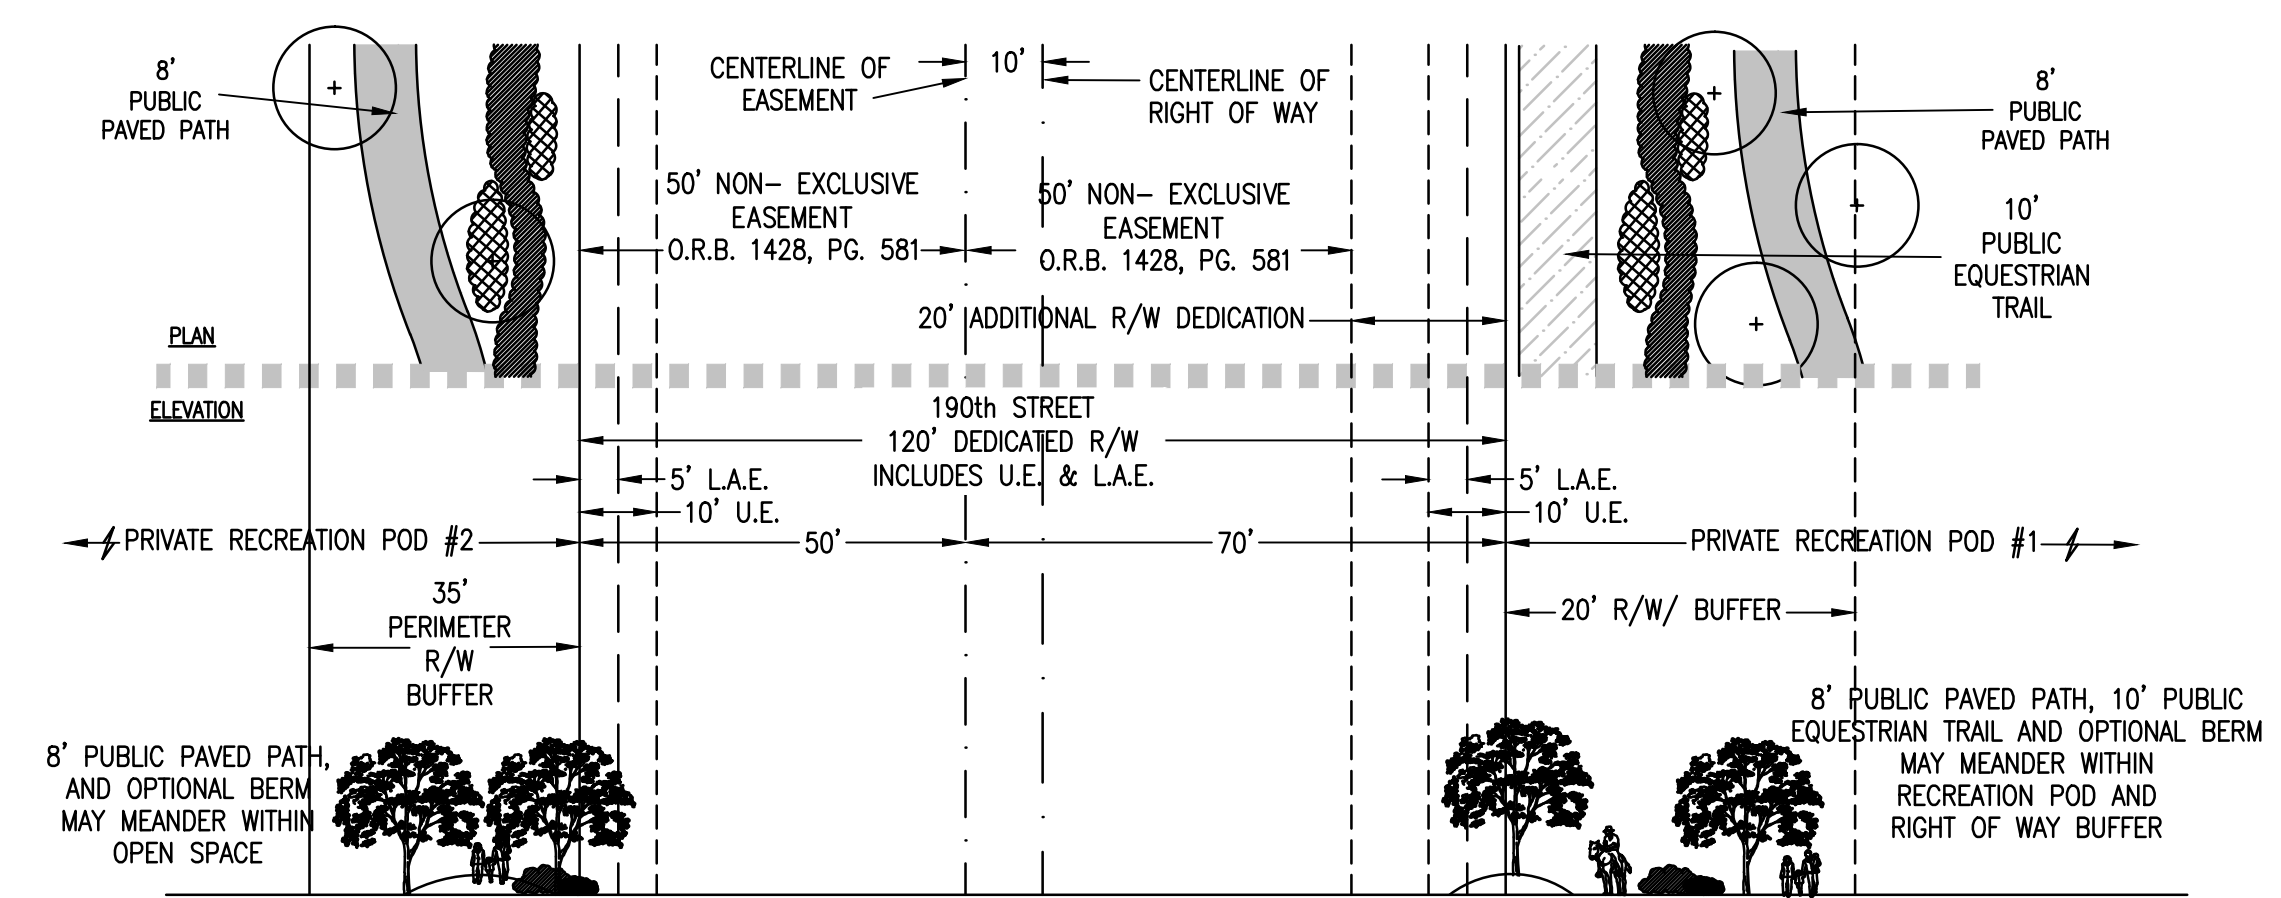 8'
PUBLIC
PAVED PATH
CENTERLINE OF
EASEMENT
10'
CENTERLINE OF
RIGHT OF WAY
8'
PUBLIC
PAVED PATH
50' NON- EXCLUSIVE
EASEMENT
O.R.B. 1428, PG. 581
50' NON- EXCLUSIVE
EASEMENT
O.R.B. 1428, PG. 581
10'
PUBLIC
EQUESTRIAN
TRAIL
20' ADDITIONAL R/W DEDICATION
PLAN
ELEVATION
190th STREET
120' DEDICATED R/W
INCLUDES U.E. & L.A.E.
5' L.A.E.
10' U.E.
5' L.A.E.
10' U.E.
PRIVATE RECREATION POD #2
50'
70'
PRIVATE RECREATION POD #1
35'
PERIMETER
R/W
BUFFER
20' R/W/ BUFFER
8' PUBLIC PAVED PATH,
AND OPTIONAL BERM
MAY MEANDER WITHIN
OPEN SPACE
8' PUBLIC PAVED PATH, 10' PUBLIC
EQUESTRIAN TRAIL AND OPTIONAL BERM
MAY MEANDER WITHIN
RECREATION POD AND
RIGHT OF WAY BUFFER